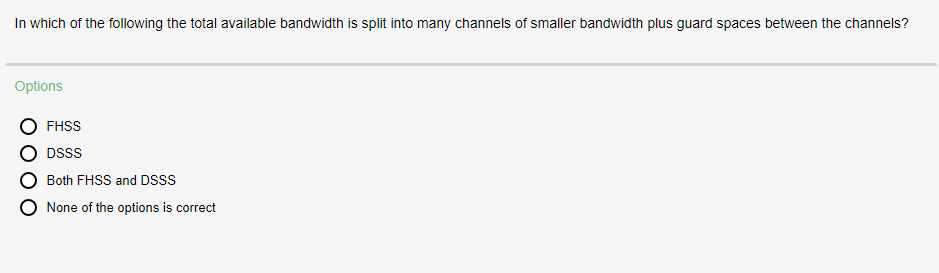 In which of the following the total available bandwidth is split into many channels of smaller bandwidth plus guard spaces between the channels?
Options
FHSS
DSSS
Both FHSS and DSSS
None of the options is correct